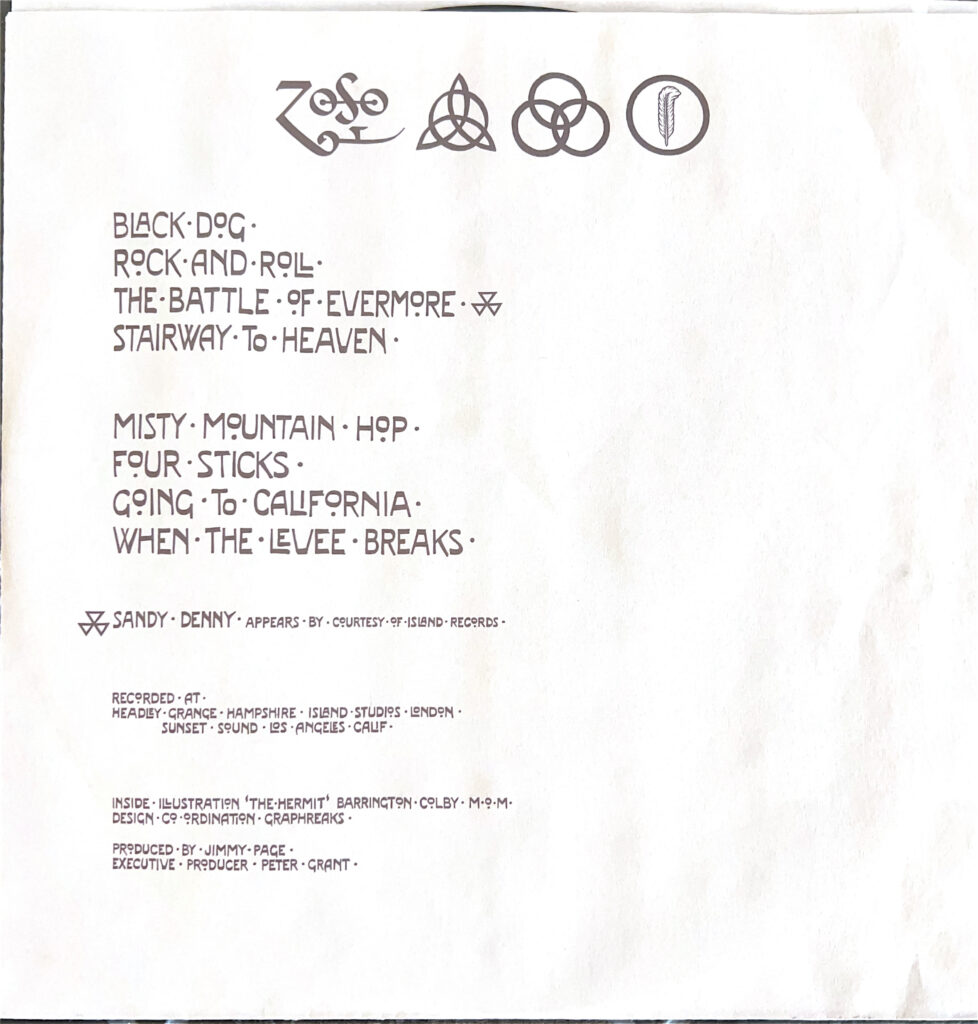 ZoSo
BLACK·DOG·
ROCK·AND·ROLL·
THE·BATTLE·OF·EVERMORE·
STAIRWAY·To·HEAVEN·
MISTY·MOUNTAIN·HOP·
FOUR·STICKS·
GOING·To·CALIFORNIA·
WHEN·THE·LEVEE·BREAKS·
SANDY·DENNY·APPEARS·BY·COURTESY·OF·ISLAND·RECORDS·
RECORDED·AT·
HEADLEY·GRANGE·HAMPSHIRE·ISLAND·STUDIOS·LONDON·
SUNSET·SOUND·LOS·ANGELES·CALIF·
INSIDE·ILLUSTRATION 'THE·HERMIT' BARRINGTON·COLBY·M·O·M·
DESIGN·CO·ORDINATION·GRAPHREAKS·
PRODUCED·BY·JIMMY·PAGE·
EXECUTIVE·PRODUCER·PETER·GRANT·